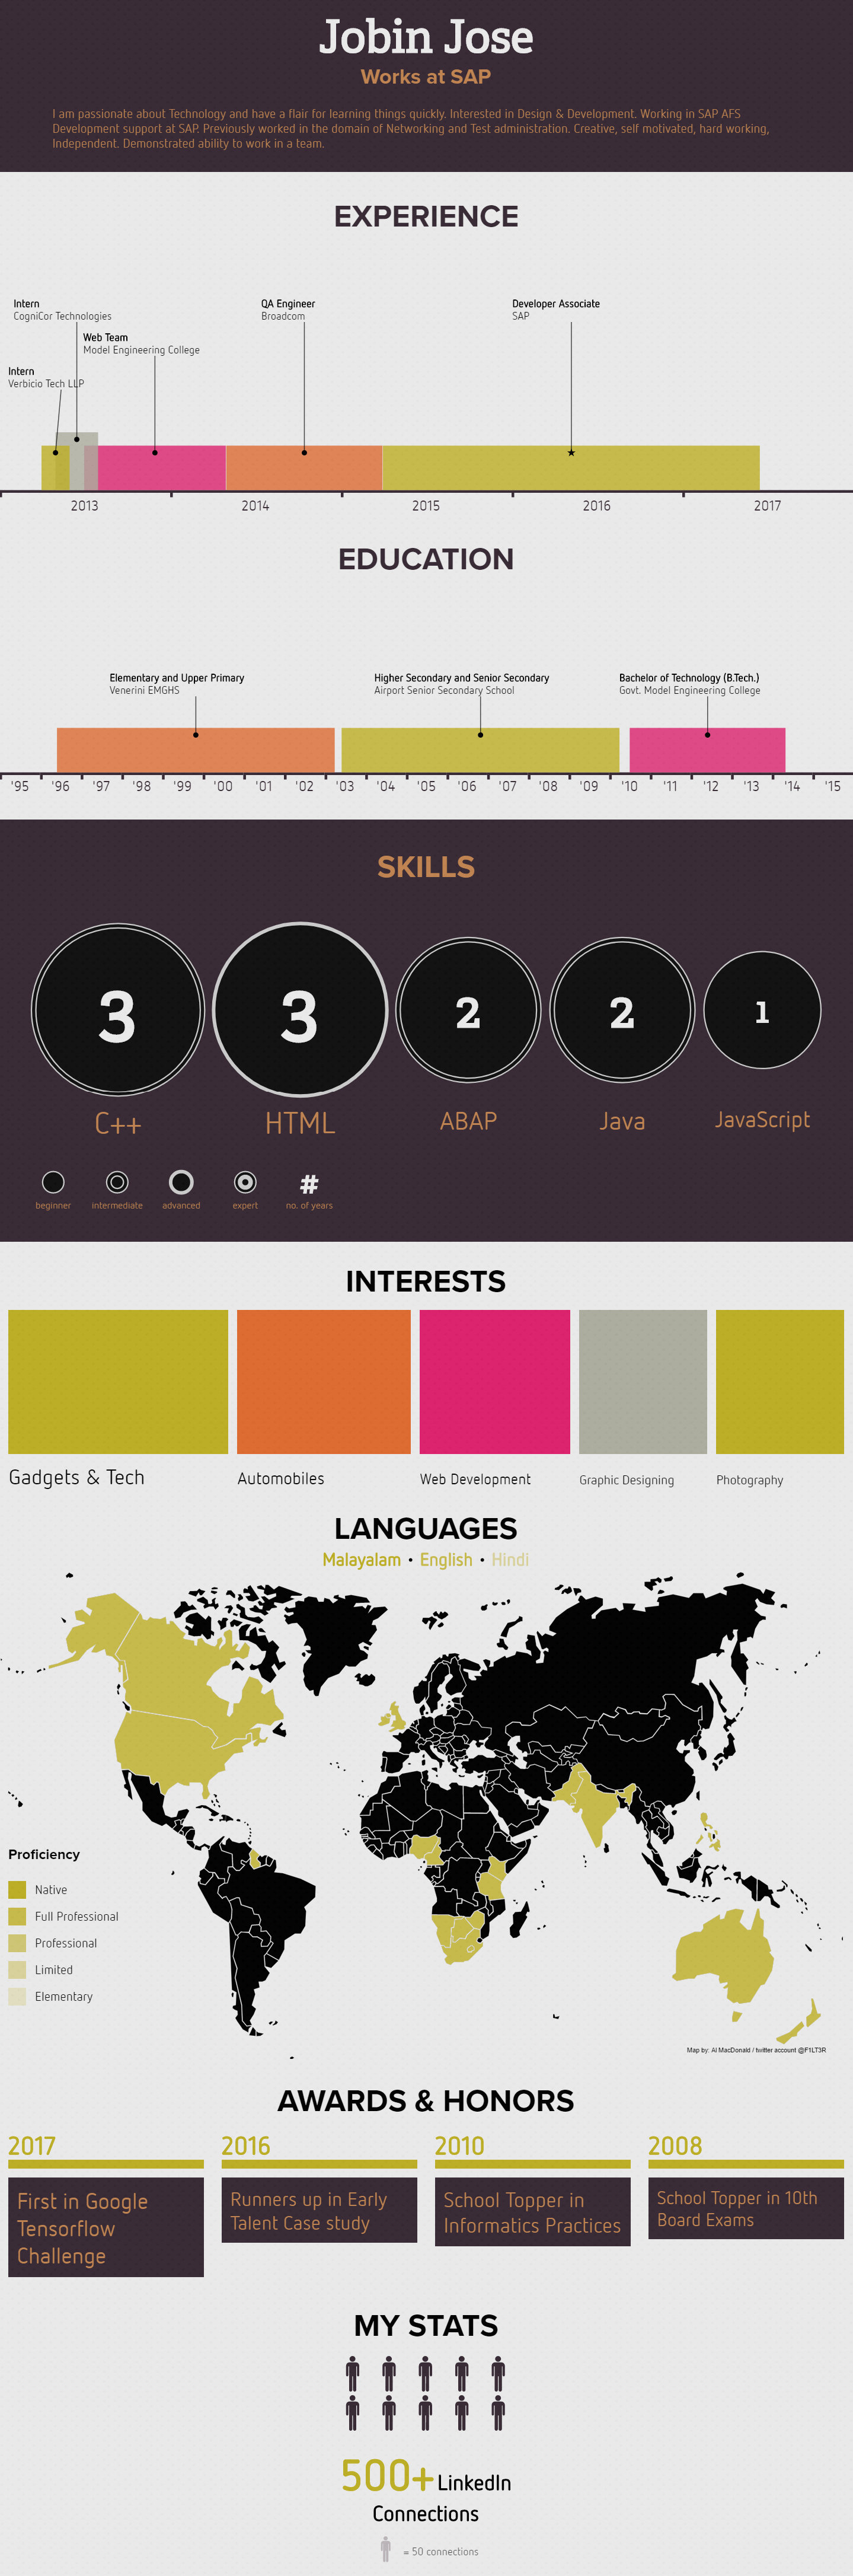 Jobin Jose
Works at SAP
I am passionate about Technology and have a flair for learning things quickly. Interested in Design & Development. Working in SAP AFS
Development support at SAP. Previously worked in the domain of Networking and Test administration. Creative, self motivated, hard working,
Independent. Demonstrated ability to work in a team.
EXPERIENCE
Intern
CogniCor Technologies
QA Engineer
Broadcom
Developer Associate
SAP
Web Team
Model Engineering College
Intern
Verbicio Tech LLP
2013 2014 2015 2016 2017
EDUCATION
Elementary and Upper Primary
Venerini EMGHS
Higher Secondary and Senior Secondary
Airport Senior Secondary School
Bachelor of Technology (B.Tech.)
Govt. Model Engineering College
'95 '96 '97 '98 '99 '00 '01 '02 '03 '04 '05 '06 '07 '08 '09 '10 '11 '12 '13 '14 '15
SKILLS
3 3 2 2 1
C++ HTML ABAP Java JavaScript
#
beginner intermediate advanced expert no. of years
INTERESTS
Gadgets & Tech Automobiles Web Development Graphic Designing Photography
LANGUAGES
Malayalam • English • Hindi
Proficiency
Native
Full Professional
Professional
Limited
Elementary
Map by: Al MacDonald / twitter account @F1LT3R
AWARDS & HONORS
2017
First in Google
Tensorflow
Challenge
2016
Runners up in Early
Talent Case study
2010
School Topper in
Informatics Practices
2008
School Topper in 10th
Board Exams
MY STATS
500+ LinkedIn
Connections
= 50 connections